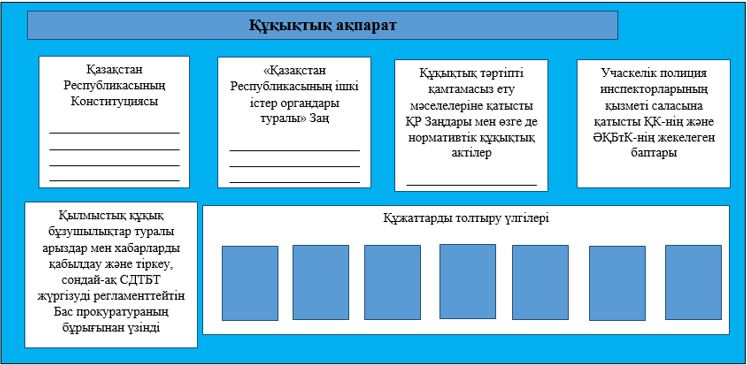 Құқықтық ақпарат
Қазақстан
Республикасының
Конституциясы
«Қазақстан
Республикасының ішкі
істер органдары
туралы» Заң
Құқықтық тәртіпті
қамтамасыз ету
мәселелеріне қатысты
ҚР Заңдары мен өзге де
нормативтік құқықтық
актілер
Учаскелік полиция
инспекторларының
қызметі саласына
қатысты ҚК-нің және
ӘҚБтК-нің жекелеген
баптары
Қылмыстық құқық
бұзушылықтар туралы
арыздар мен хабарларды
қабылдау және тіркеу,
сондай-ақ СДТБТ
жүргізуді регламенттейтін
Бас прокуратураның
бұрығынан үзінді
Құжаттарды толтыру үлгілері